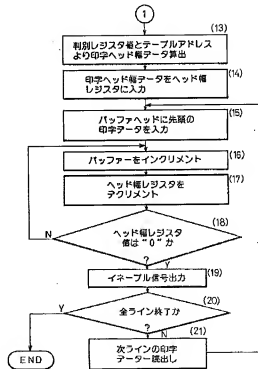 1
(13)
判別レジスタ値とテーブルアドレス
より印字ヘッド幅データ算出
(14)
印字ヘッド幅データをヘッド幅
レジスタに入力
(15)
バッファヘッドに先頭の
印字データを入力
バッファーをインクリメント
(16)
(17)
ヘッド幅レジスタを
デクリメント
(18)
ヘッド幅レジスタ
値は"0"か
?
N
Y
(19)
イネーブル信号出力
(20)
Y
全ライン終了か
?
N
(21)
END
次ラインの印字
データー読出し